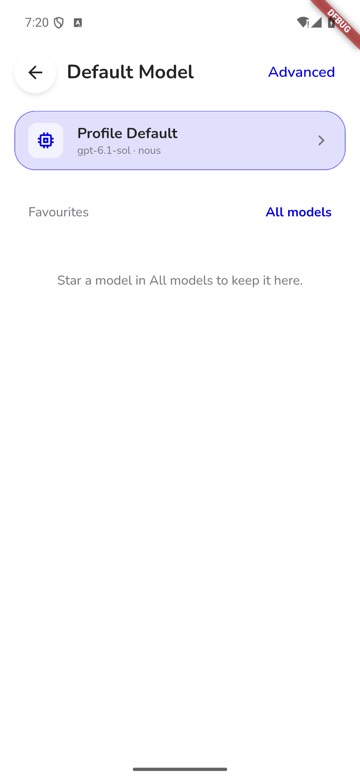 7:20
DEBUG
Default Model
Advanced
Profile Default
gpt-6.1-sol · nous
Favourites
All models
Star a model in All models to keep it here.